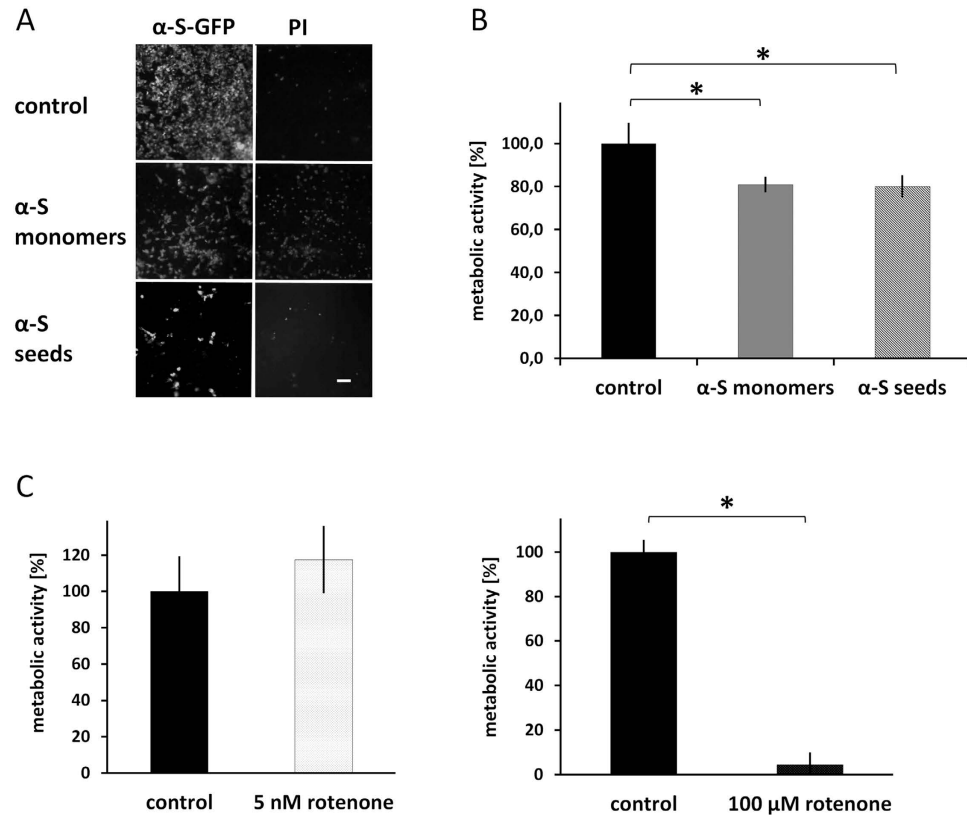 A
α-S-GFP PI
control
α-S
monomers
α-S
seeds
B
*
*
metabolic activity [%]
100,0
80,0
60,0
40,0
20,0
0,0
control α-S monomers α-S seeds
C
metabolic activity [%]
120
100
80
60
40
20
0
control 5 nM rotenone
*
metabolic activity [%]
100
80
60
40
20
0
control 100 µM rotenone